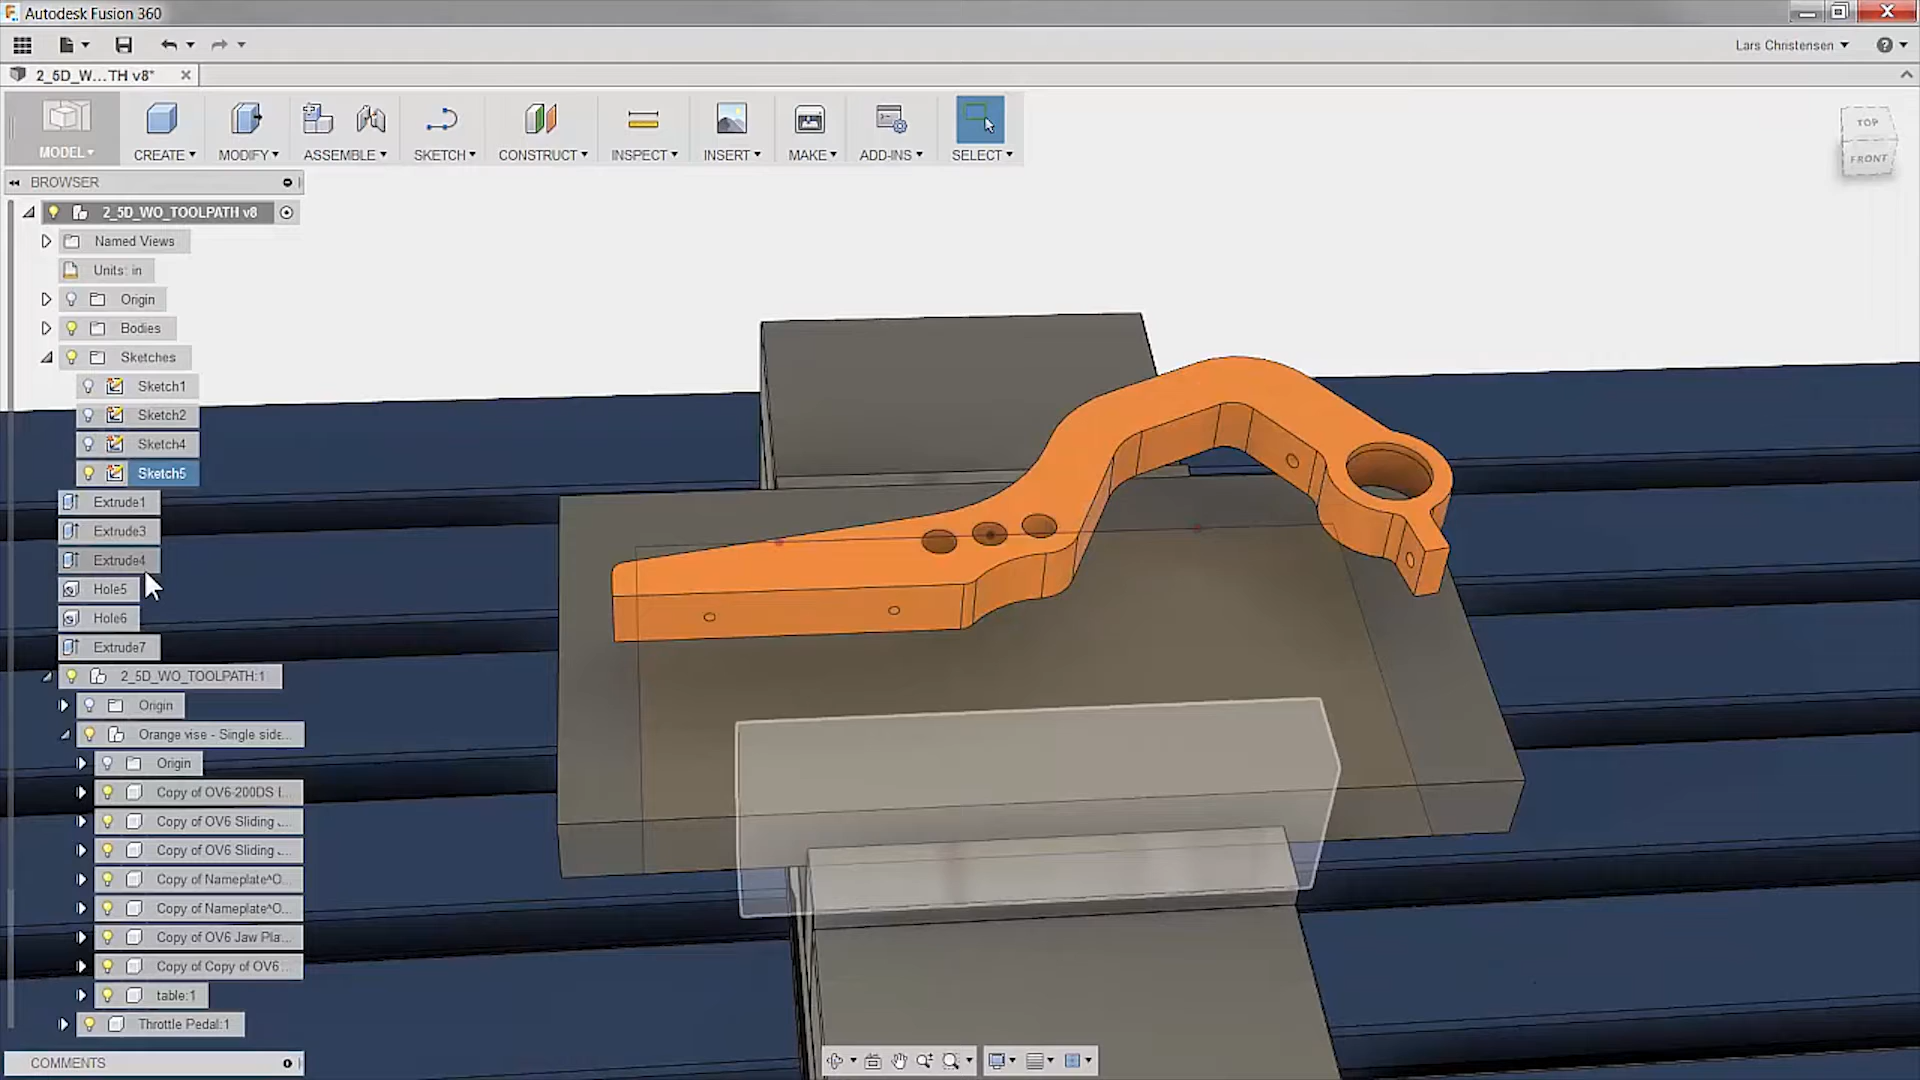 Autodesk Fusion 360
Lars Christensen
2_5D_W...TH v8*
MODEL
CREATE
MODIFY
ASSEMBLE
SKETCH
CONSTRUCT
INSPECT
INSERT
MAKE
ADD-INS
SELECT
TOP
FRONT
BROWSER
2_5D_WO_TOOLPATH v8
Named Views
Units: in
Origin
Bodies
Sketches
Sketch1
Sketch2
Sketch4
Sketch5
Extrude1
Extrude3
Extrude4
Hole5
Hole6
Extrude7
2_5D_WO_TOOLPATH:1
Origin
Orange vise - Single side...
Origin
Copy of OV6-200DS
Copy of OV6 Sliding
Copy of OV6 Sliding
Copy of Nameplate^O...
Copy of Nameplate^O...
Copy of OV6 Jaw Pla...
Copy of Copy of OV6
table:1
Throttle Pedal:1
COMMENTS